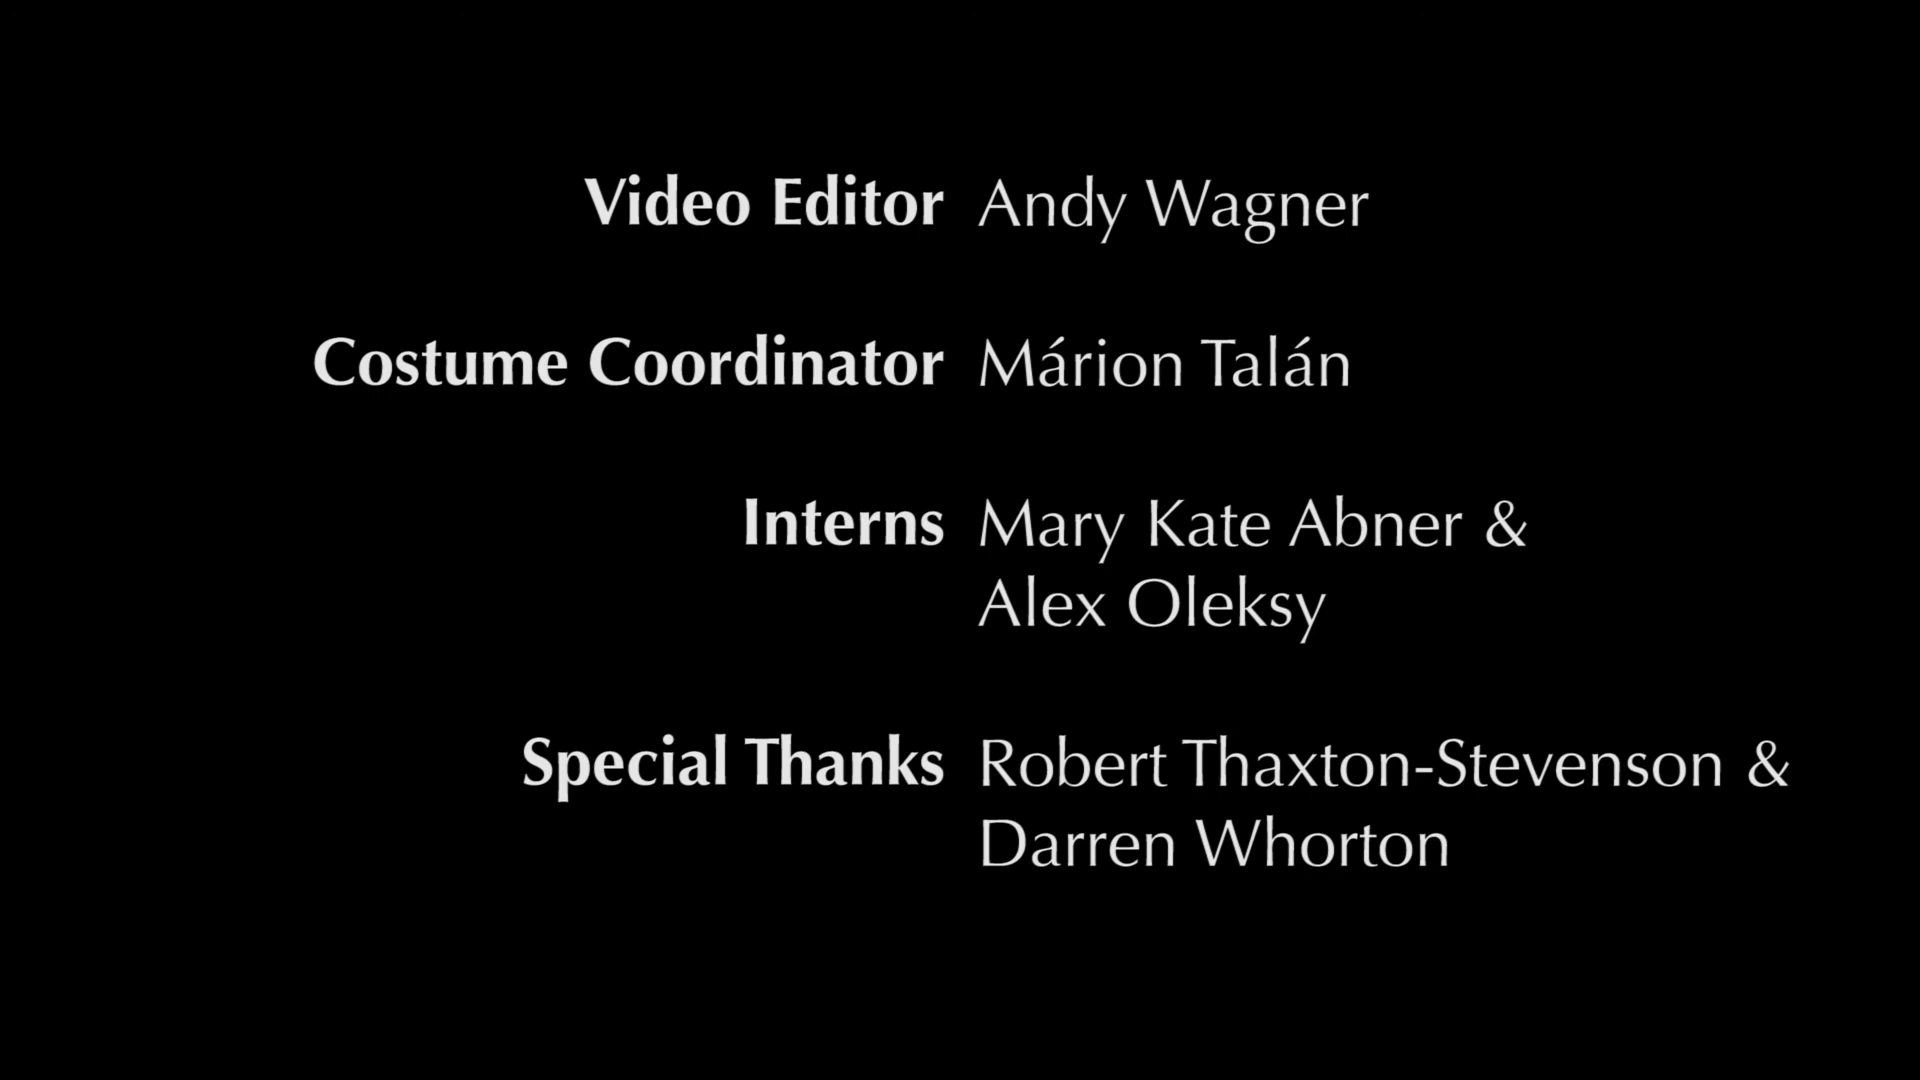 Video Editor Andy Wagner
Costume Coordinator Márion Talán
Interns Mary Kate Abner &
Alex Oleksy
Special Thanks Robert Thaxton-Stevenson &
Darren Whorton